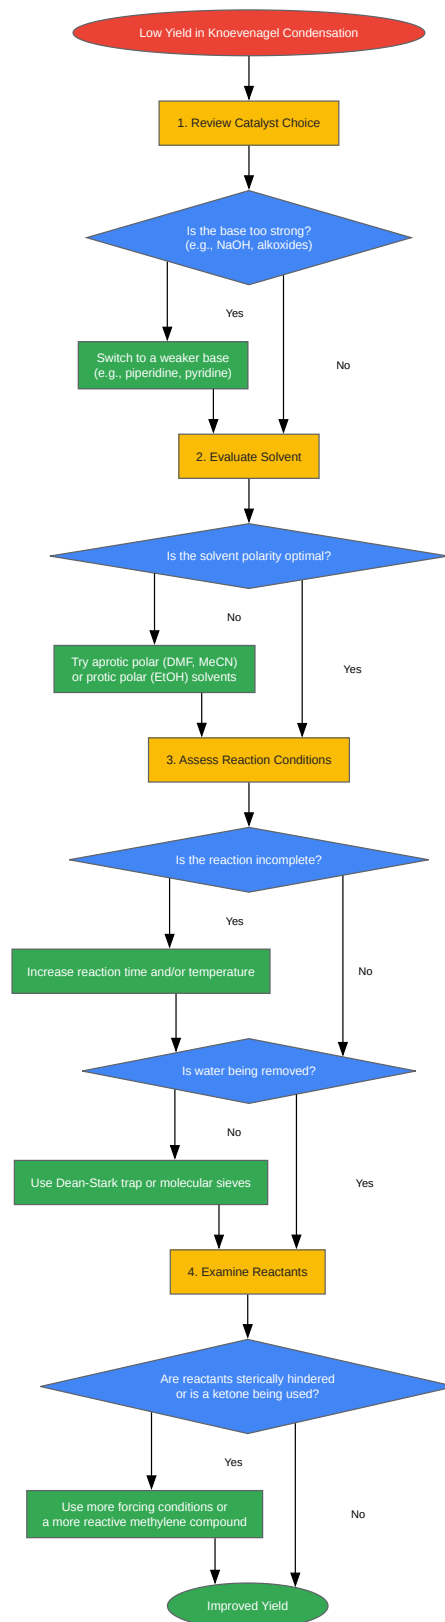 Low Yield in Knoevenagel Condensation
1. Review Catalyst Choice
Is the base too strong?
(e.g., NaOH, alkoxides)
Yes
Switch to a weaker base
(e.g., piperidine, pyridine)
No
2. Evaluate Solvent
Is the solvent polarity optimal?
No
Try aprotic polar (DMF, MeCN)
or protic polar (EtOH) solvents
Yes
3. Assess Reaction Conditions
Is the reaction incomplete?
Yes
Increase reaction time and/or temperature
No
Is water being removed?
No
Use Dean-Stark trap or molecular sieves
Yes
4. Examine Reactants
Are reactants sterically hindered
or is a ketone being used?
Yes
Use more forcing conditions or
a more reactive methylene compound
No
Improved Yield